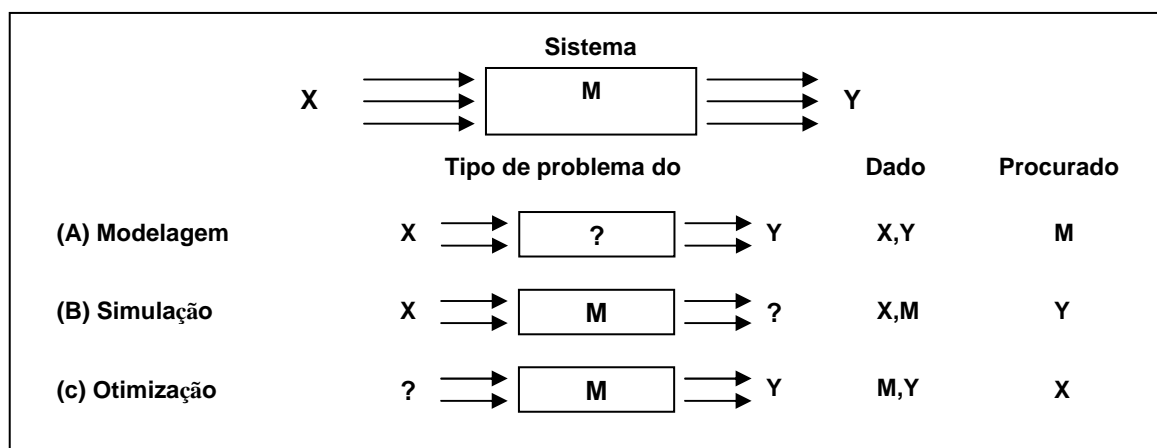 Sistema
X M Y
Tipo de problema do Dado Procurado
(A) Modelagem X ? Y X,Y M
(B) Simulação X M ? X,M Y
(c) Otimização ? M Y M,Y X